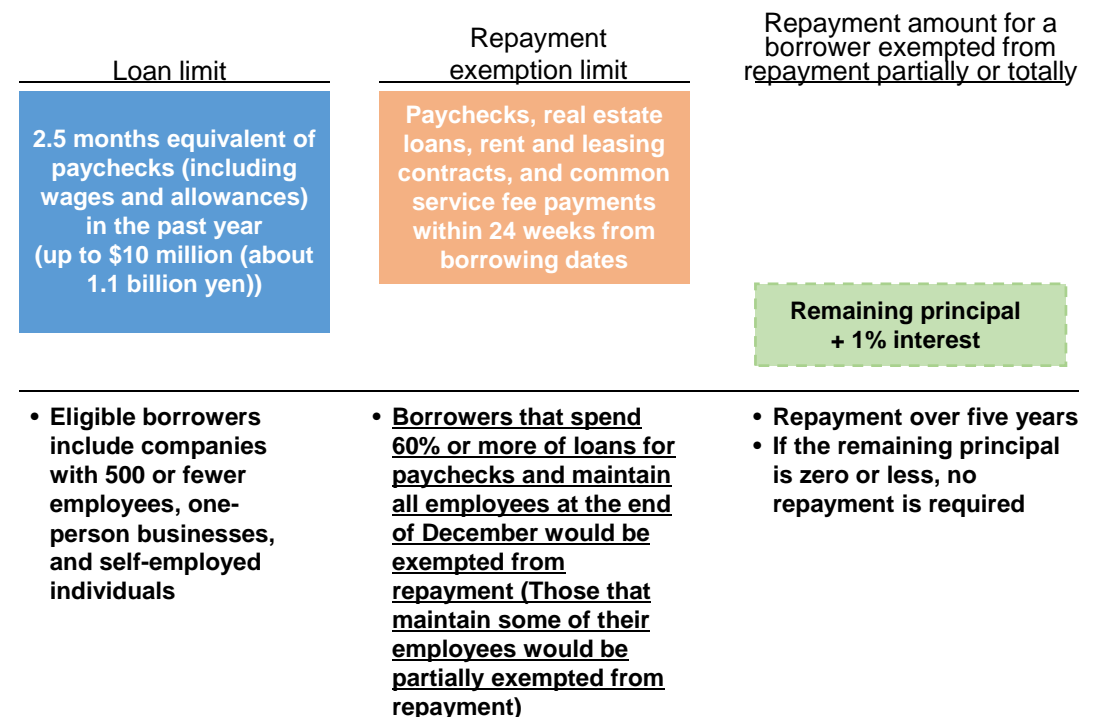 Loan limit
2.5 months equivalent of
paychecks (including
wages and allowances)
in the past year
(up to $10 million (about
1.1 billion yen))
• Eligible borrowers
include companies
with 500 or fewer
employees, one-
person businesses,
and self-employed
individuals
Repayment
exemption limit
Paychecks, real estate
loans, rent and leasing
contracts, and common
service fee payments
within 24 weeks from
borrowing dates
• Borrowers that spend
60% or more of loans for
paychecks and maintain
all employees at the end
of December would be
exempted from
repayment (Those that
maintain some of their
employees would be
partially exempted from
repayment)
Repayment amount for a
borrower exempted from
repayment partially or totally
Remaining principal
+ 1% interest
• Repayment over five years
• If the remaining principal
is zero or less, no
repayment is required